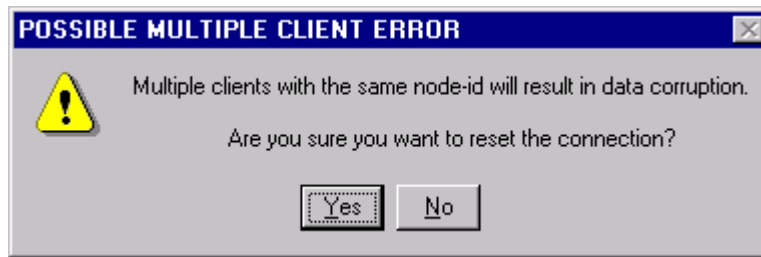 POSSIBLE MULTIPLE CLIENT ERROR
Multiple clients with the same node-id will result in data corruption.
Are you sure you want to reset the connection?
Yes No